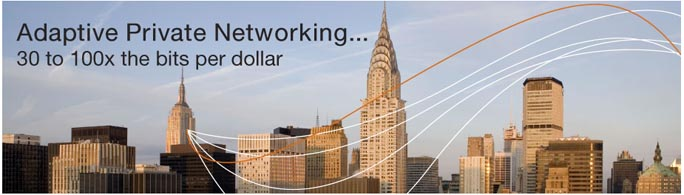 Adaptive Private Networking...
30 to 100x the bits per dollar